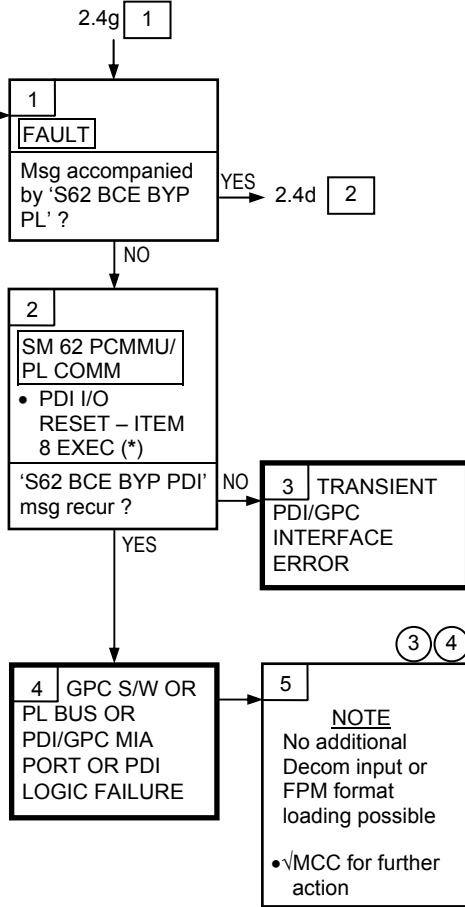 2.4g 1
1
FAULT
Msg accompanied
by ‘S62 BCE BYP
PL’ ?
YES
2.4d 2
NO
2
SM 62 PCMMU/
PL COMM
• PDI I/O
RESET – ITEM
8 EXEC (*)
‘S62 BCE BYP PDI’
msg recur ?
NO
3 TRANSIENT
PDI/GPC
INTERFACE
ERROR
YES
4 GPC S/W OR
PL BUS OR
PDI/GPC MIA
PORT OR PDI
LOGIC FAILURE
3 4
5
NOTE
No additional
Decom input or
FPM format
loading possible
•√MCC for further
action